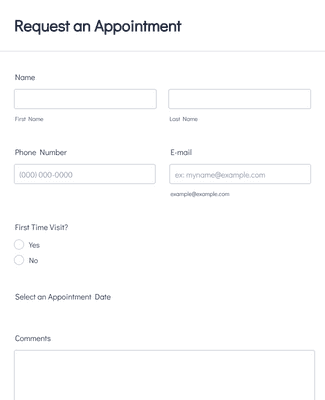 Request an Appointment
Name
First Name Last Name
Phone Number E-mail
(000) 000-0000 ex: myname@example.com
example@example.com
First Time Visit?
Yes
No
Select an Appointment Date
Comments